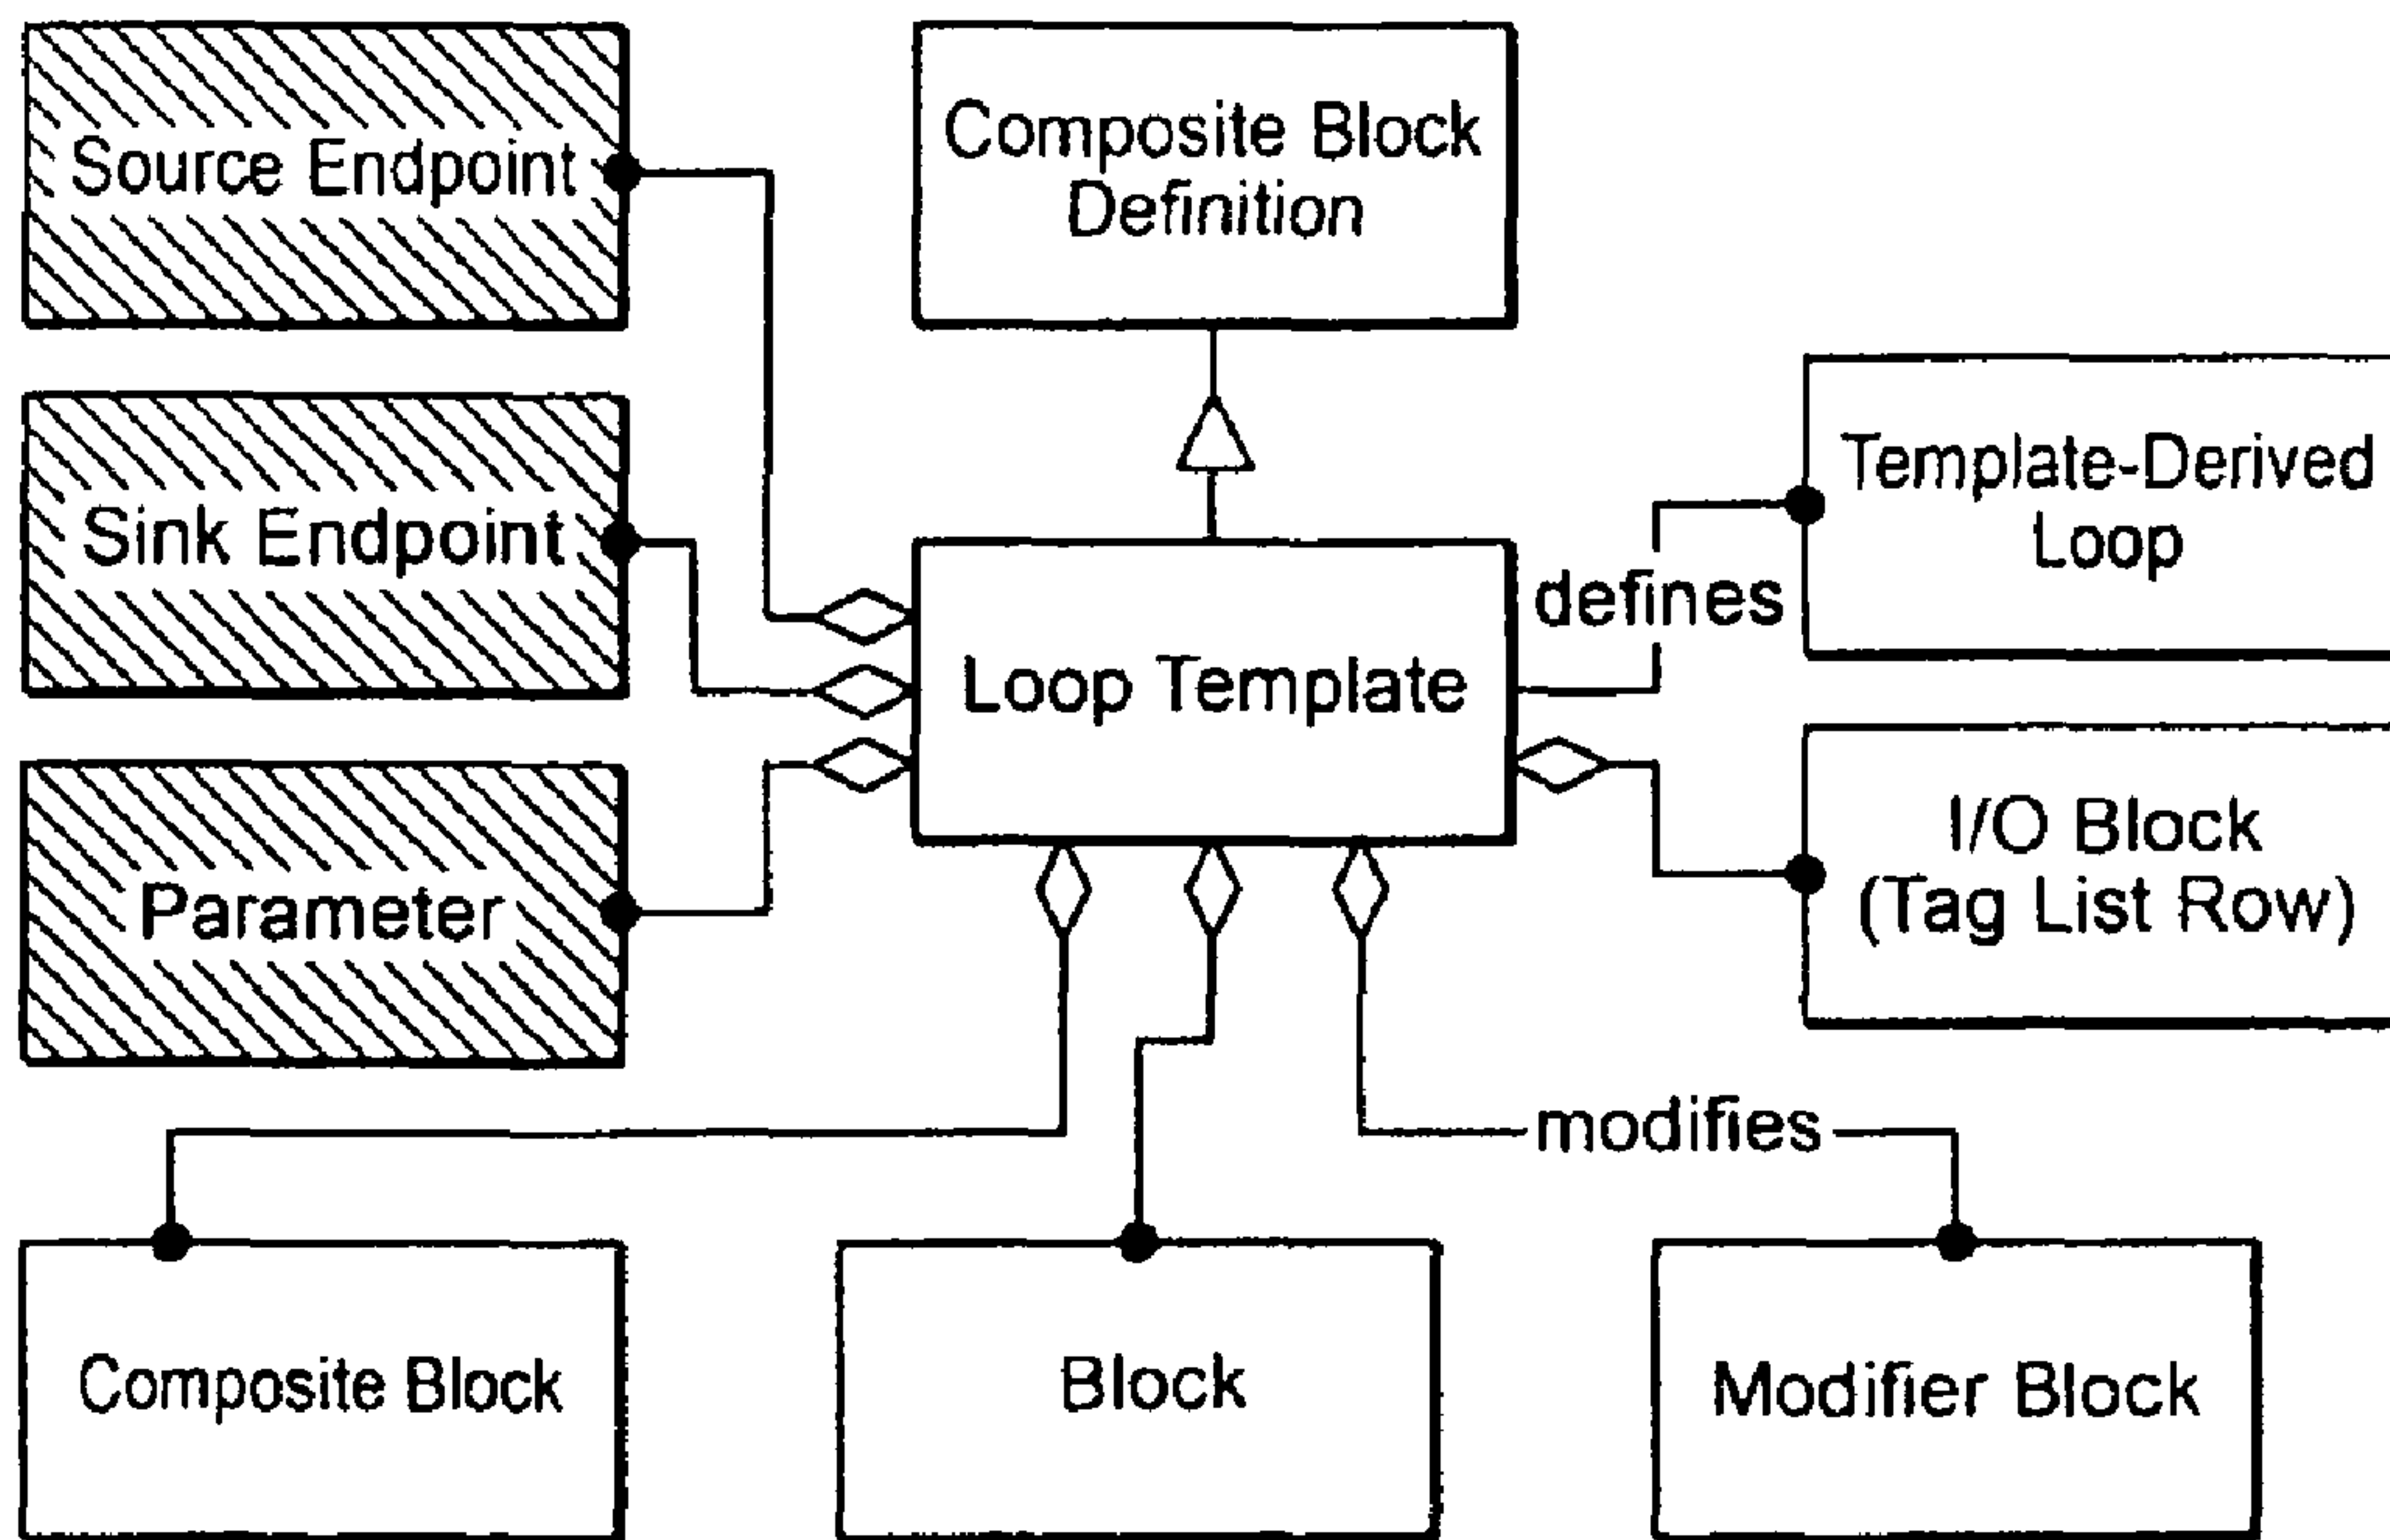 Source Endpoint
Composite Block
Definition
Sink Endpoint
Template-Derived
Loop
defines
Loop Template
I/O Block
(Tag List Row)
Parameter
modifies
Composite Block
Block
Modifier Block